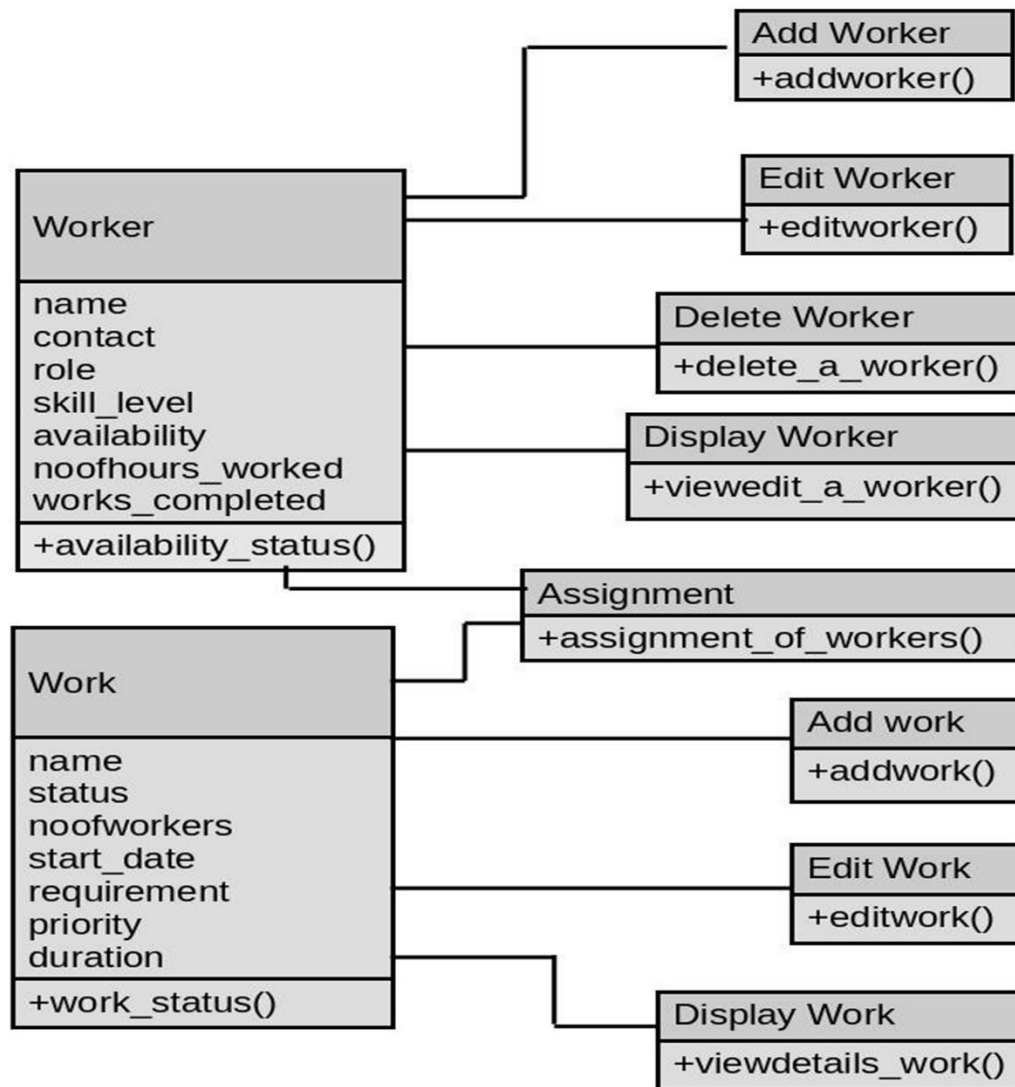 Add Worker
+addworker()
Edit Worker
+editworker()
Worker
name
contact
role
skill_level
availability
noofhours_worked
works_completed
+availability_status()
Delete Worker
+delete_a_worker()
Display Worker
+viewedit_a_worker()
Assignment
+assignment_of_workers()
Work
name
status
noofworkers
start_date
requirement
priority
duration
+work_status()
Add work
+addwork()
Edit Work
+editwork()
Display Work
+viewdetails_work()